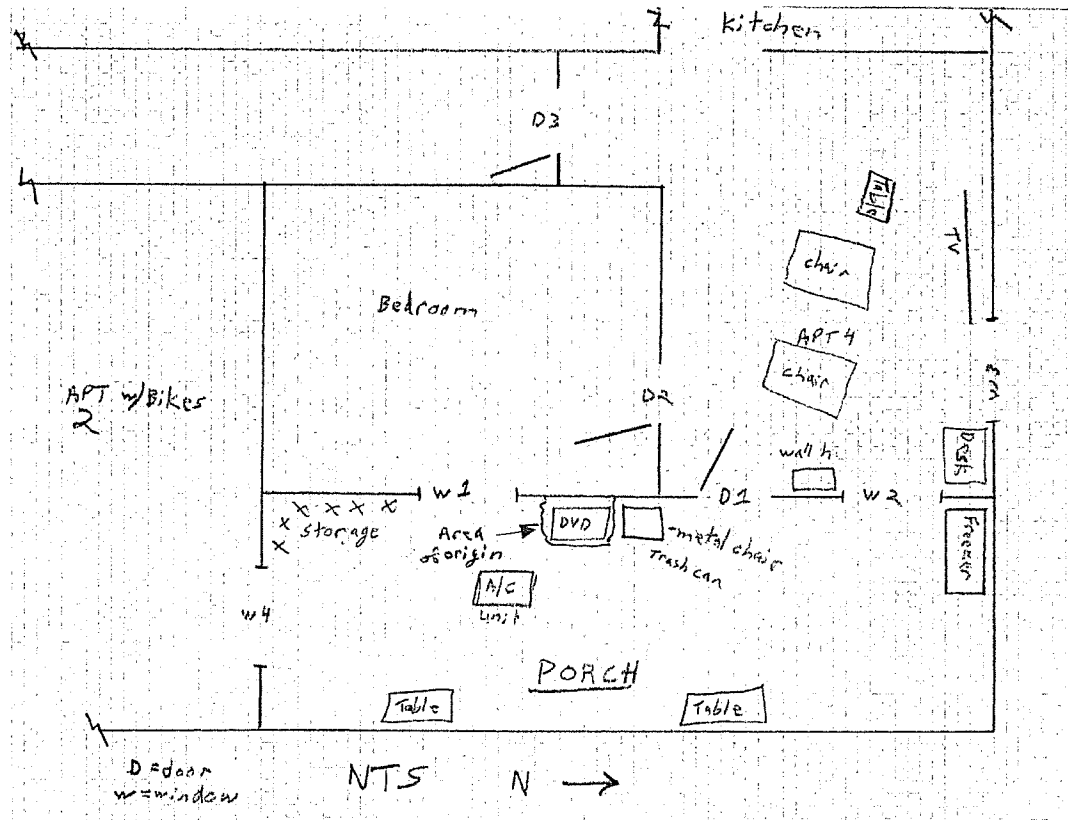 Kitchen
D3
Table
TV
chair
Bedroom
APT 4
chair
W3
APT w/Bikes
2
D2
Desk
wall h
W1
D1
W2
x x x x
x storage
x
Area
of origin
DVD
metal chair
Trash can
Freezer
A/C
Unit
W4
PORCH
Table
Table
D = door
W = window
NTS
N